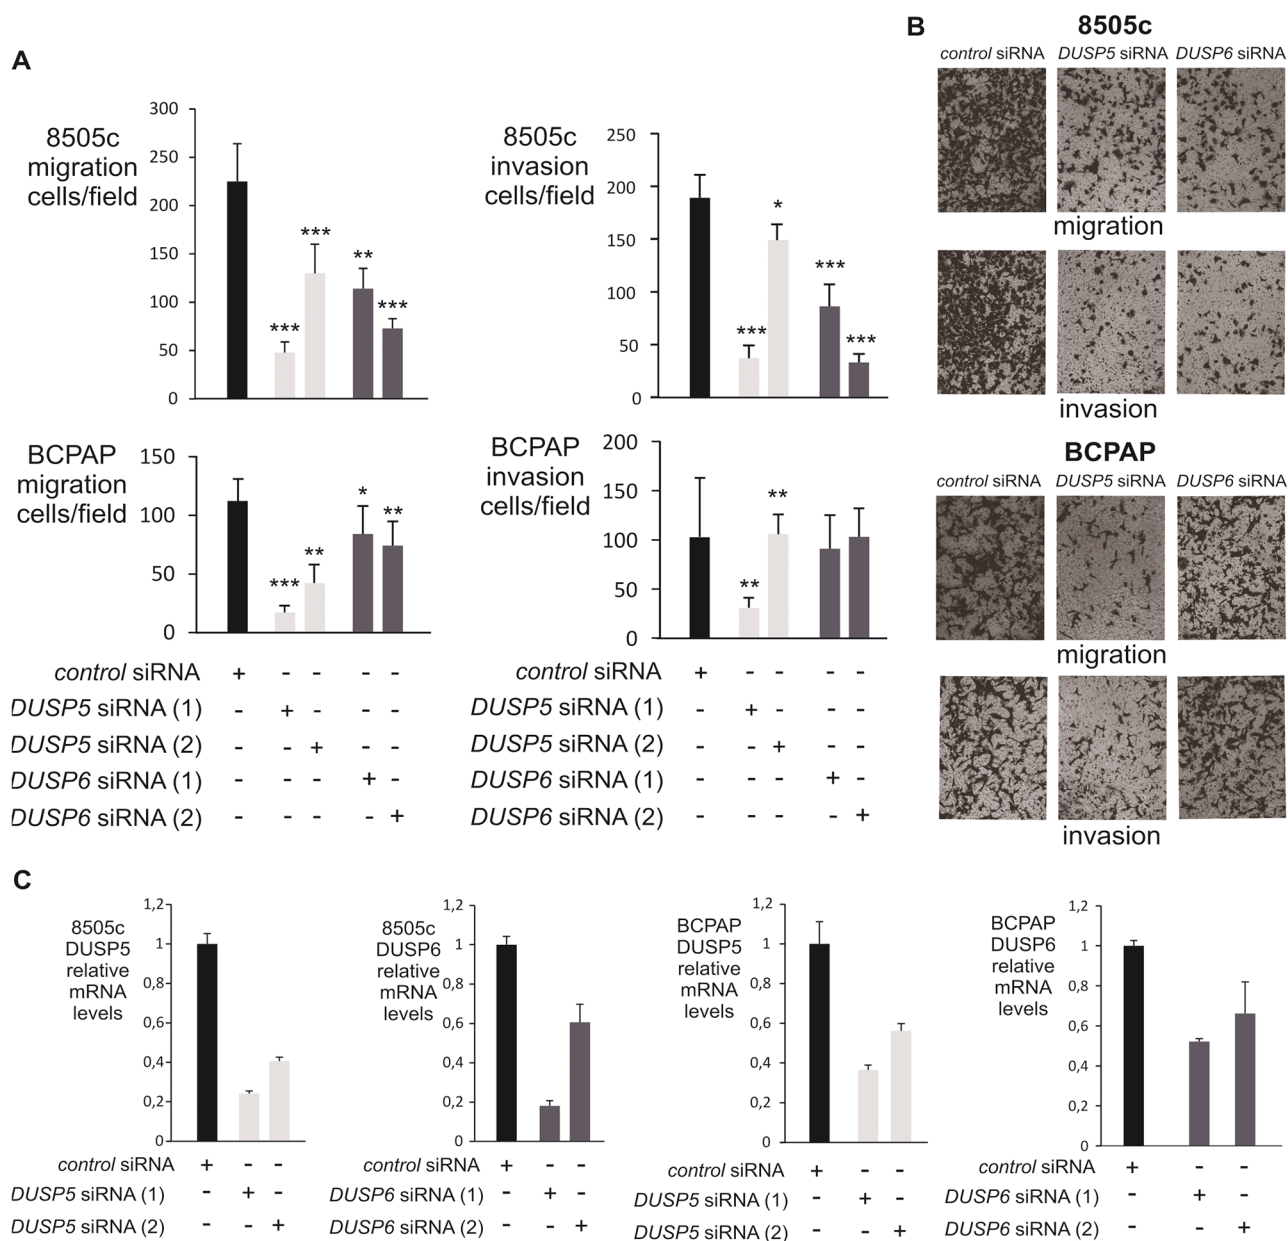 A
8505c
migration
cells/field
300
250
200
150
100
50
0
***
***
**
***
8505c
invasion
cells/field
250
200
150
100
50
0
***
*
***
***
BCPAP
migration
cells/field
150
100
50
0
***
**
*
**
BCPAP
invasion
cells/field
200
150
100
50
0
**
**
control siRNA + - - - -
DUSP5 siRNA (1) - + - - -
DUSP5 siRNA (2) - - + - -
DUSP6 siRNA (1) - - - + -
DUSP6 siRNA (2) - - - - +
control siRNA + - - - -
DUSP5 siRNA (1) - + - - -
DUSP5 siRNA (2) - - + - -
DUSP6 siRNA (1) - - - + -
DUSP6 siRNA (2) - - - - +
B
8505c
control siRNA DUSP5 siRNA DUSP6 siRNA
migration
invasion
BCPAP
control siRNA DUSP5 siRNA DUSP6 siRNA
migration
invasion
C
8505c
DUSP5
relative
mRNA
levels
1,2
1
0,8
0,6
0,4
0,2
0
control siRNA + - -
DUSP5 siRNA (1) - + -
DUSP5 siRNA (2) - - +
8505c
DUSP6
relative
mRNA
levels
1,2
1
0,8
0,6
0,4
0,2
0
control siRNA + - -
DUSP6 siRNA (1) - + -
DUSP6 siRNA (2) - - +
BCPAP
DUSP5
relative
mRNA
levels
1,2
1
0,8
0,6
0,4
0,2
0
control siRNA + - -
DUSP5 siRNA (1) - + -
DUSP5 siRNA (2) - - +
BCPAP
DUSP6
relative
mRNA
levels
1,2
1
0,8
0,6
0,4
0,2
0
control siRNA + - -
DUSP6 siRNA (1) - + -
DUSP6 siRNA (2) - - +